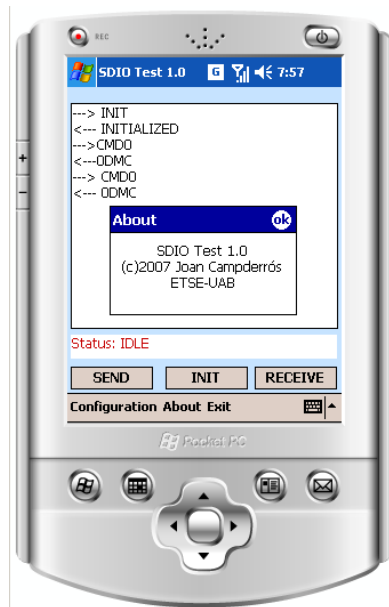 REC
SDIO Test 1.0 G 7:57
---> INIT
<--- INITIALIZED
--->CMD0
<---0DMC
---> CMD0
<--- 0DMC
About ok
SDIO Test 1.0
(c)2007 Joan Campderrós
ETSE-UAB
Status: IDLE
SEND INIT RECEIVE
Configuration About Exit
Pocket PC